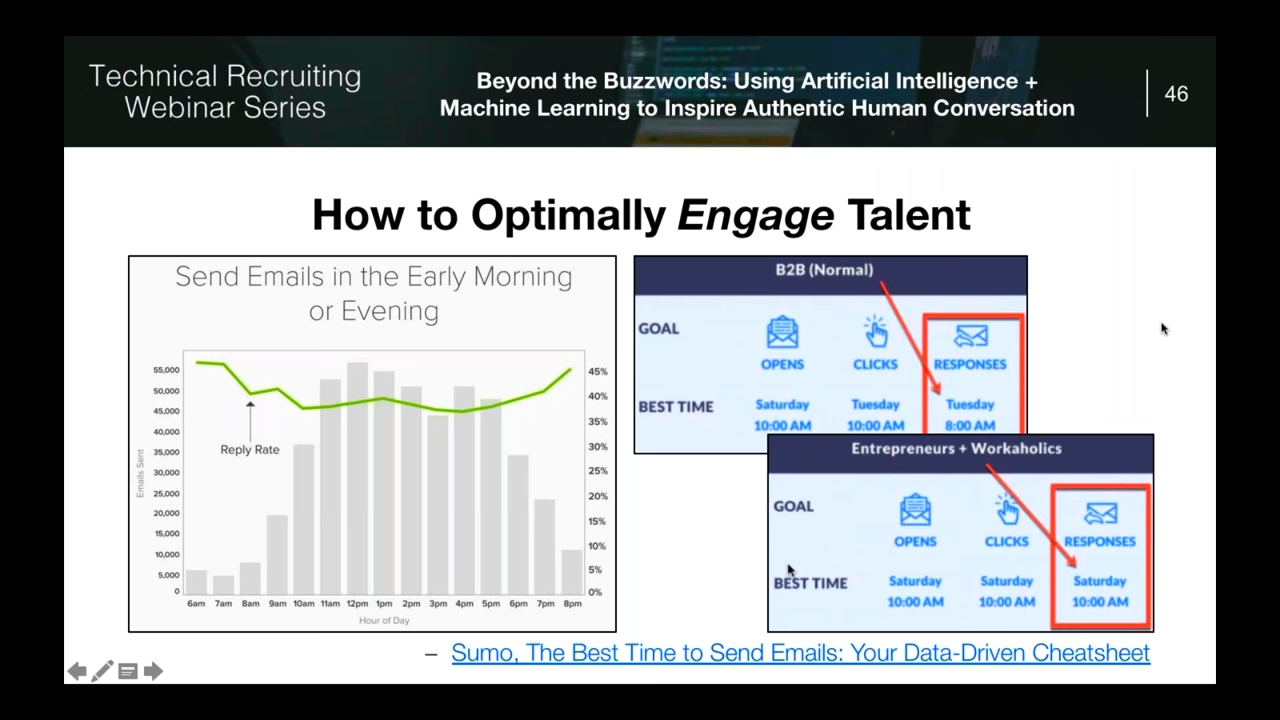 Technical Recruiting
Webinar Series
Beyond the Buzzwords: Using Artificial Intelligence +
Machine Learning to Inspire Authentic Human Conversation
46
How to Optimally Engage Talent
Send Emails in the Early Morning
or Evening
55,000
50,000
45,000
40,000
35,000
30,000
25,000
20,000
15,000
10,000
5,000
0
Emails Sent
Reply Rate
45%
40%
35%
30%
25%
20%
15%
10%
5%
0%
6am 7am 8am 9am 10am 11am 12pm 1pm 2pm 3pm 4pm 5pm 6pm 7pm 8pm
Hour of Day
B2B (Normal)
GOAL
OPENS CLICKS RESPONSES
BEST TIME
Saturday Tuesday Tuesday
10:00 AM 10:00 AM 8:00 AM
Entrepreneurs + Workaholics
GOAL
OPENS CLICKS RESPONSES
BEST TIME
Saturday Saturday Saturday
10:00 AM 10:00 AM 10:00 AM
– Sumo, The Best Time to Send Emails: Your Data-Driven Cheatsheet